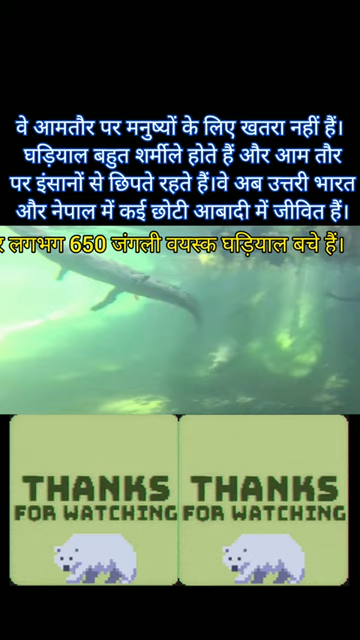 वे आमतौर पर मनुष्यों के लिए खतरा नहीं हैं।
घड़ियाल बहुत शर्मीले होते हैं और आम तौर
पर इंसानों से छिपते रहते हैं।वे अब उत्तरी भारत
और नेपाल में कई छोटी आबादी में जीवित हैं।
लगभग 650 जंगली वयस्क घड़ियाल बचे हैं।
THANKS THANKS
FOR WATCHING FOR WATCHING